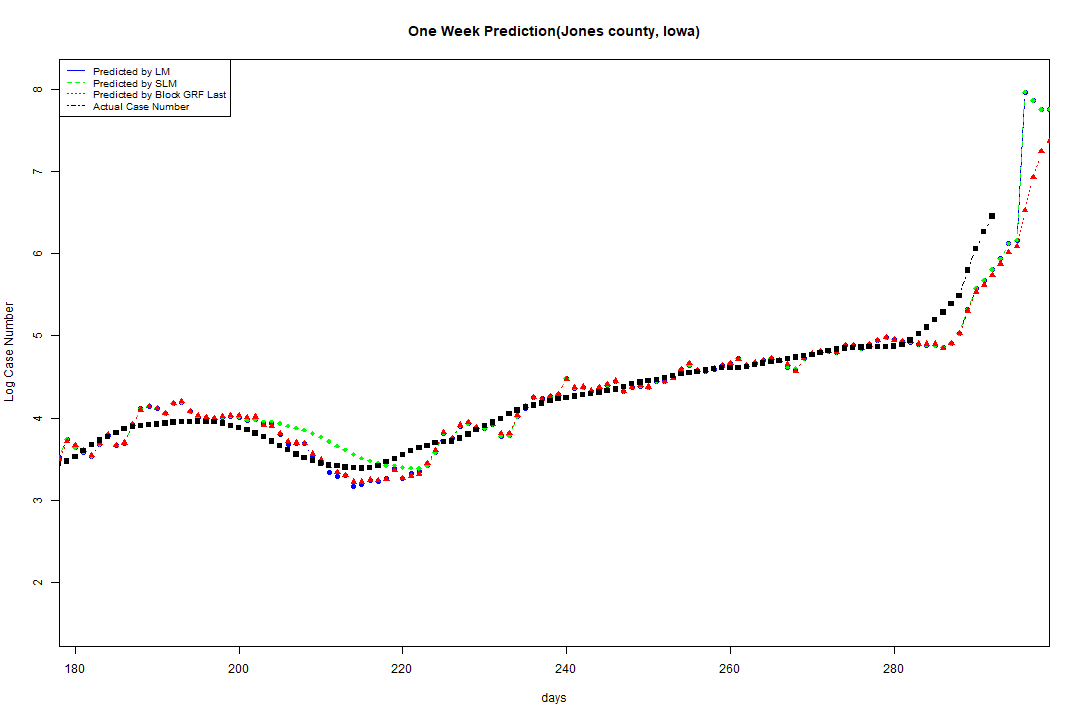 One Week Prediction(Jones county, Iowa)
Predicted by LM
Predicted by SLM
Predicted by Block GRF Last
Actual Case Number
8
7
6
5
4
3
2
Log Case Number
180 200 220 240 260 280
days